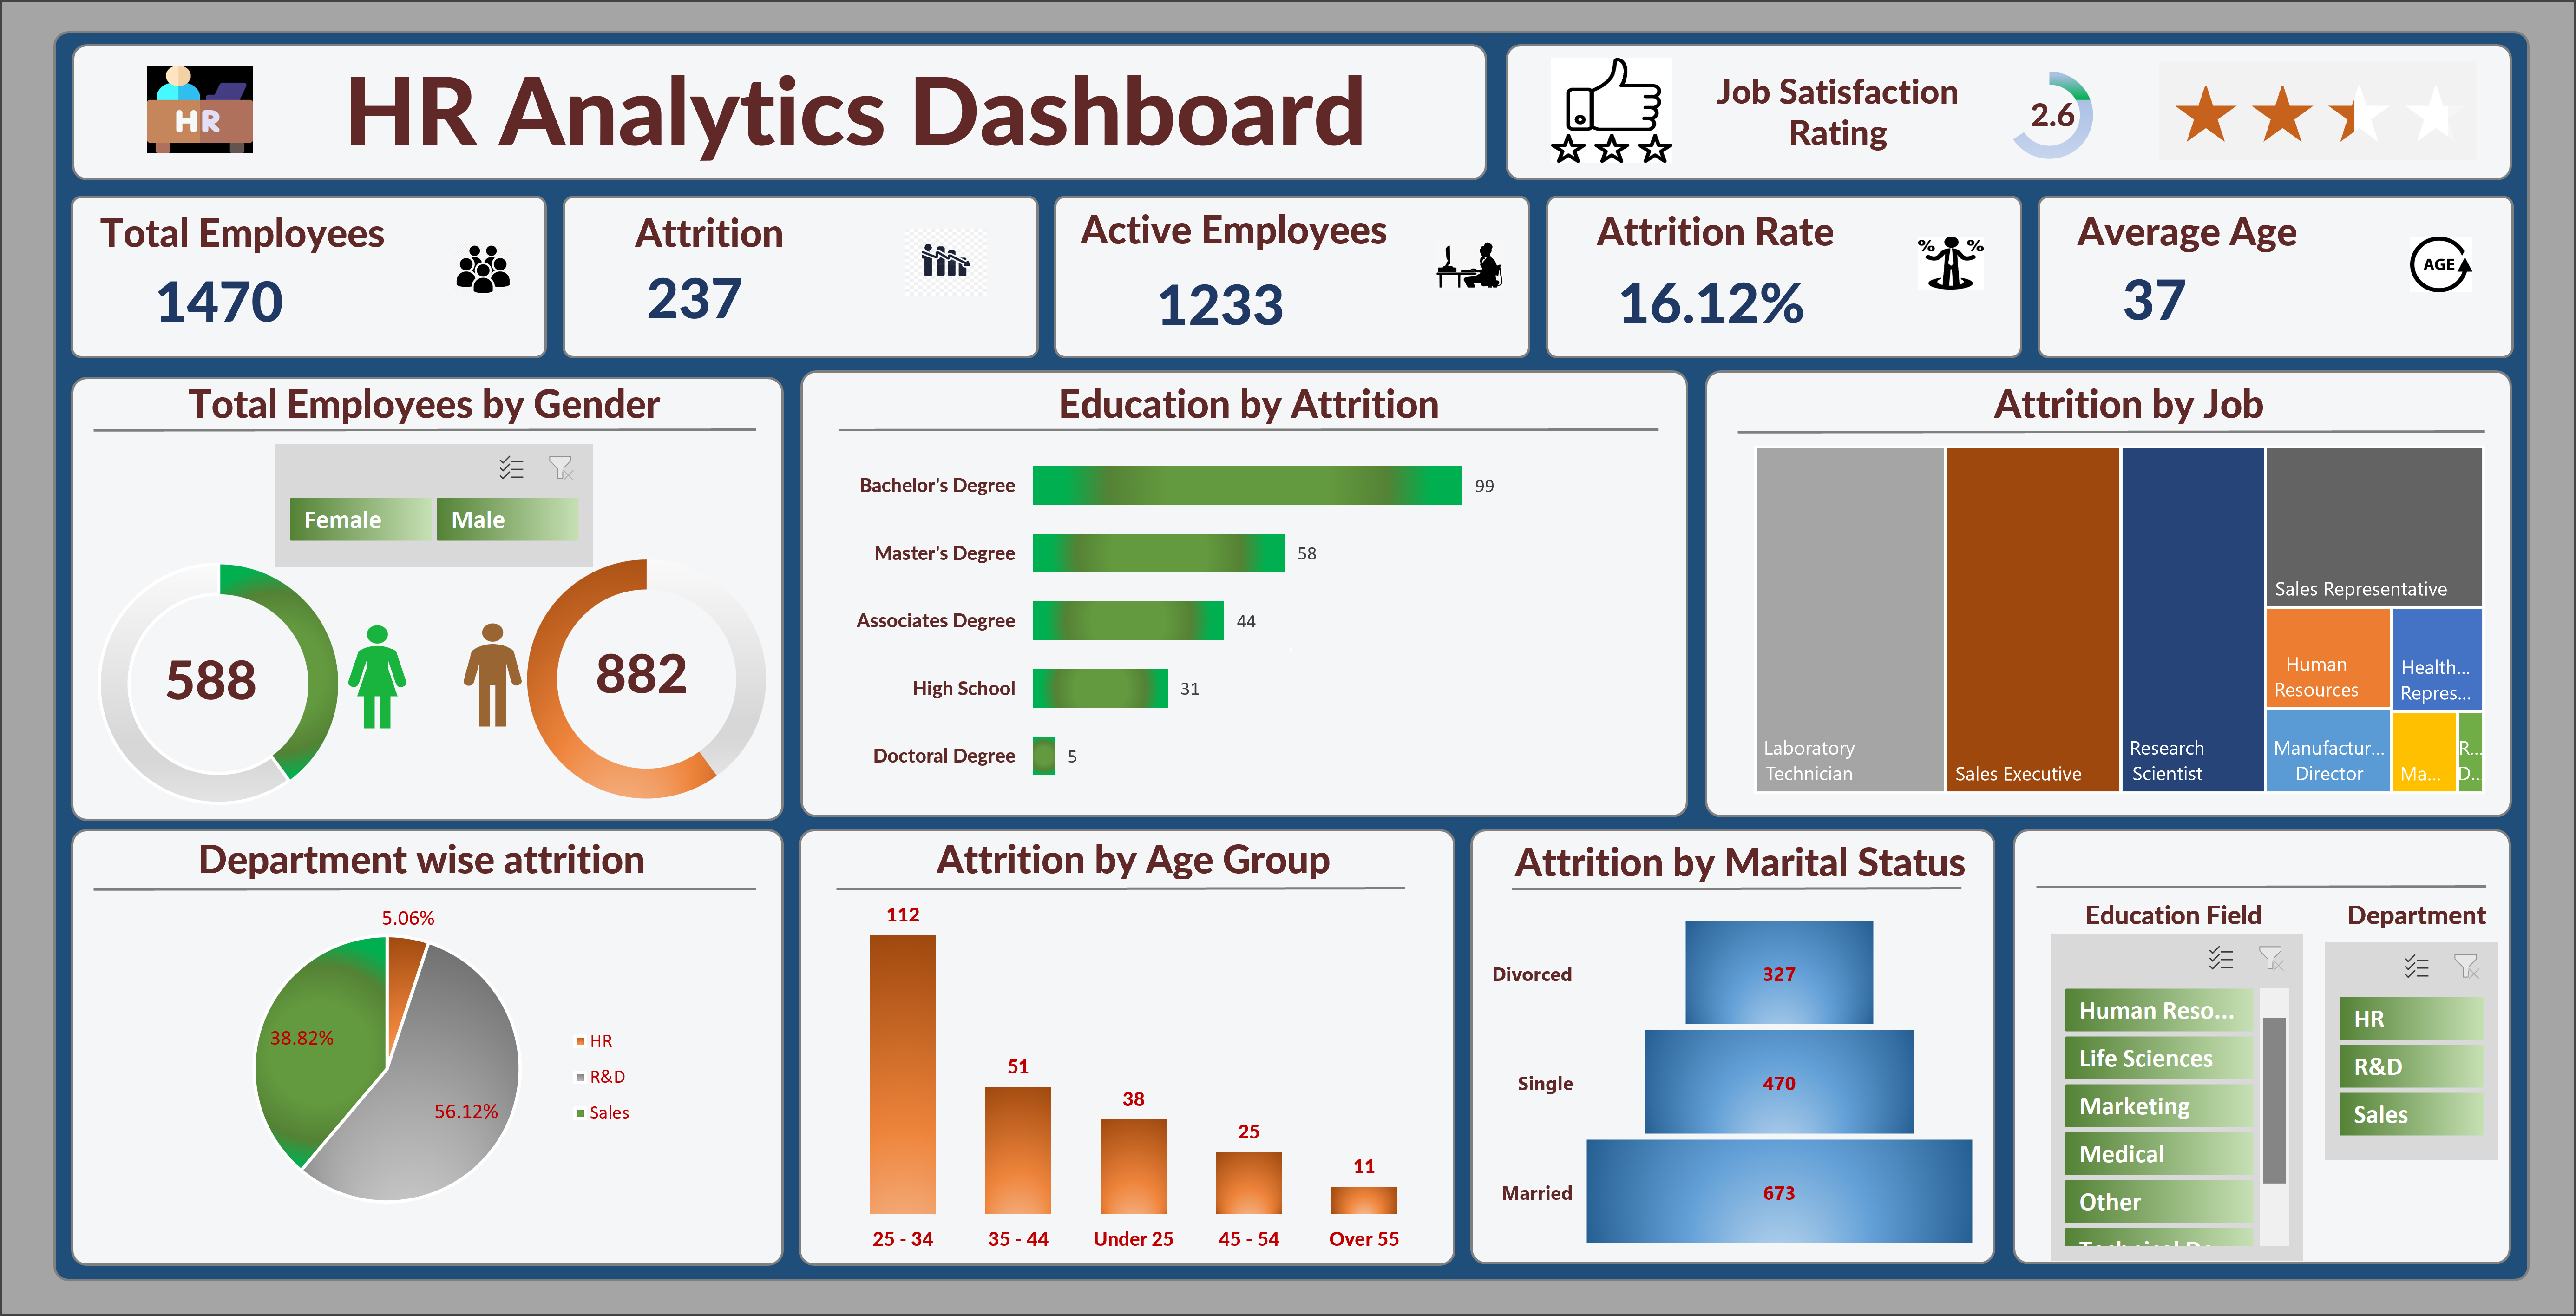 HR
HR Analytics Dashboard
Job Satisfaction
Rating
2.6
Total Employees
1470
Attrition
237
Active Employees
1233
Attrition Rate
% %
16.12%
Average Age
37
AGE
Total Employees by Gender
Female Male
588
882
Education by Attrition
Bachelor's Degree 99
Master's Degree 58
Associates Degree 44
High School 31
Doctoral Degree 5
Attrition by Job
Laboratory
Technician
Sales Executive
Research
Scientist
Sales Representative
Human
Resources
Health...
Repres...
Manufactur...
Director
Ma...
R...
D...
Department wise attrition
5.06%
38.82%
56.12%
HR
R&D
Sales
Attrition by Age Group
112
51
38
25
11
25 - 34 35 - 44 Under 25 45 - 54 Over 55
Attrition by Marital Status
Divorced 327
Single 470
Married 673
Education Field
Human Reso...
Life Sciences
Marketing
Medical
Other
Department
HR
R&D
Sales